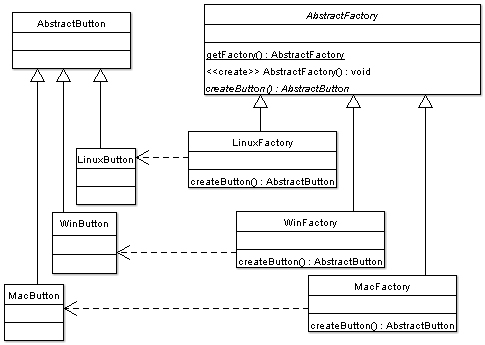 AbstractButton
AbstractFactory
getFactory() : AbstractFactory
<<create>> AbstractFactory() : void
createButton() : AbstractButton
LinuxButton
LinuxFactory
createButton() : AbstractButton
WinButton
WinFactory
createButton() : AbstractButton
MacButton
MacFactory
createButton() : AbstractButton